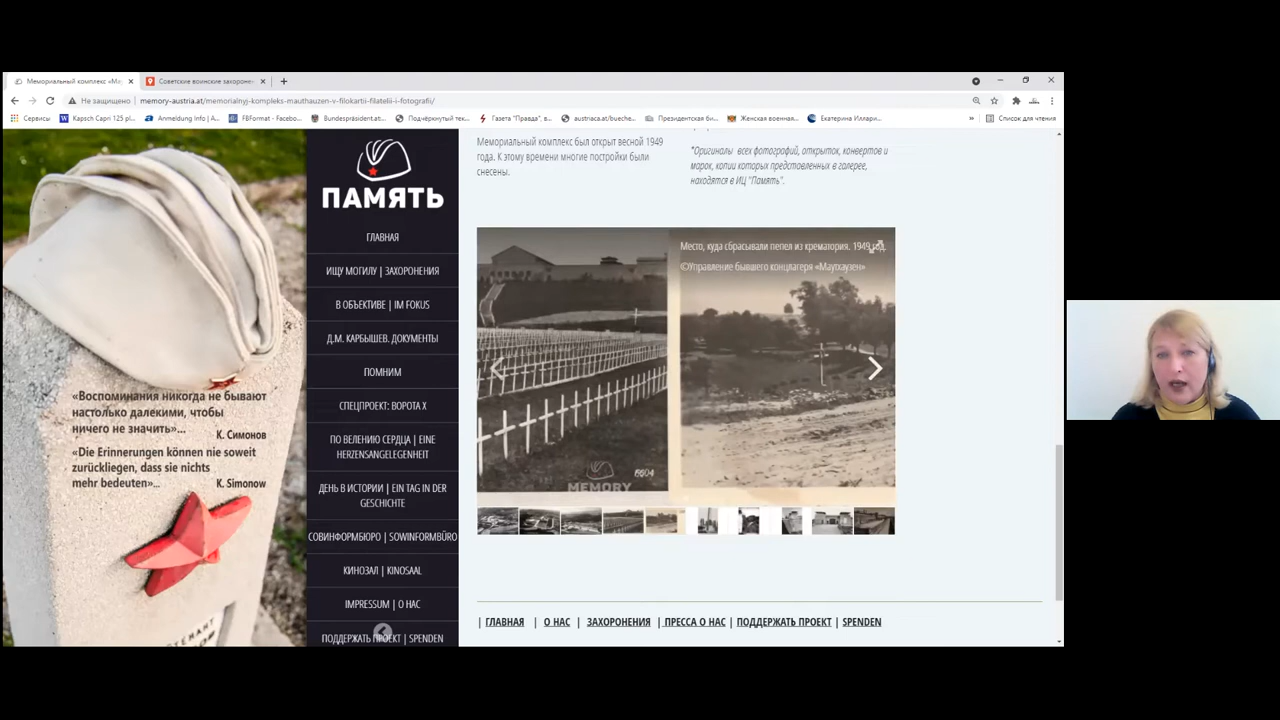 Мемориальный комплекс «Ма
Советские воинские захороне
Не защищено
memory-austria.at/memorialnyj-kompleks-mauthauzen-v-filokartii-filatelii-i-fotografii/
Сервисы
Kapsch Capri 125 pl...
Anmeldung Info | A...
FBFormat - Facebo...
Bundespräsident.at:...
Подчёркнутый тек...
Газета "Правда", в...
austriaca.at/bueche...
Президентская би...
Женская военная...
Екатерина Иллари...
»
Список для чтения
ПАМЯТЬ
ГЛАВНАЯ
ИЩУ МОГИЛУ | ЗАХОРОНЕНИЯ
В ОБЪЕКТИВЕ | IM FOKUS
Д.М. КАРБЫШЕВ. ДОКУМЕНТЫ
ПОМНИМ
СПЕЦПРОЕКТ: ВОРОТА X
ПО ВЕЛЕНИЮ СЕРДЦА | EINE
HERZENSANGELEGENHEIT
ДЕНЬ В ИСТОРИИ | EIN TAG IN DER
GESCHICHTE
СОВИНФОРМБЮРО | SOWINFORMBÜRO
КИНОЗАЛ | KINOSAAL
IMPRESSUM | О НАС
ПОДДЕРЖАТЬ ПРОЕКТ | SPENDEN
«Воспоминания никогда не бывают
настолько далекими, чтобы
ничего не значить»...
К. Симонов
«Die Erinnerungen können nie soweit
zurückliegen, dass sie nichts
mehr bedeuten»...
K. Simonow
Мемориальный комплекс был открыт весной 1949
года. К этому времени многие постройки были
снесены.
*Оригиналы всех фотографий, открыток, конвертов и
марок, копии которых представленных в галерее,
находятся в ИЦ "Память".
Место, куда сбрасывали пепел из крематория. 1949 год.
©Управление бывшего концлагеря «Маутхаузен»
MEMORY
6604
| ГЛАВНАЯ | О НАС | ЗАХОРОНЕНИЯ | ПРЕССА О НАС | ПОДДЕРЖАТЬ ПРОЕКТ | SPENDEN